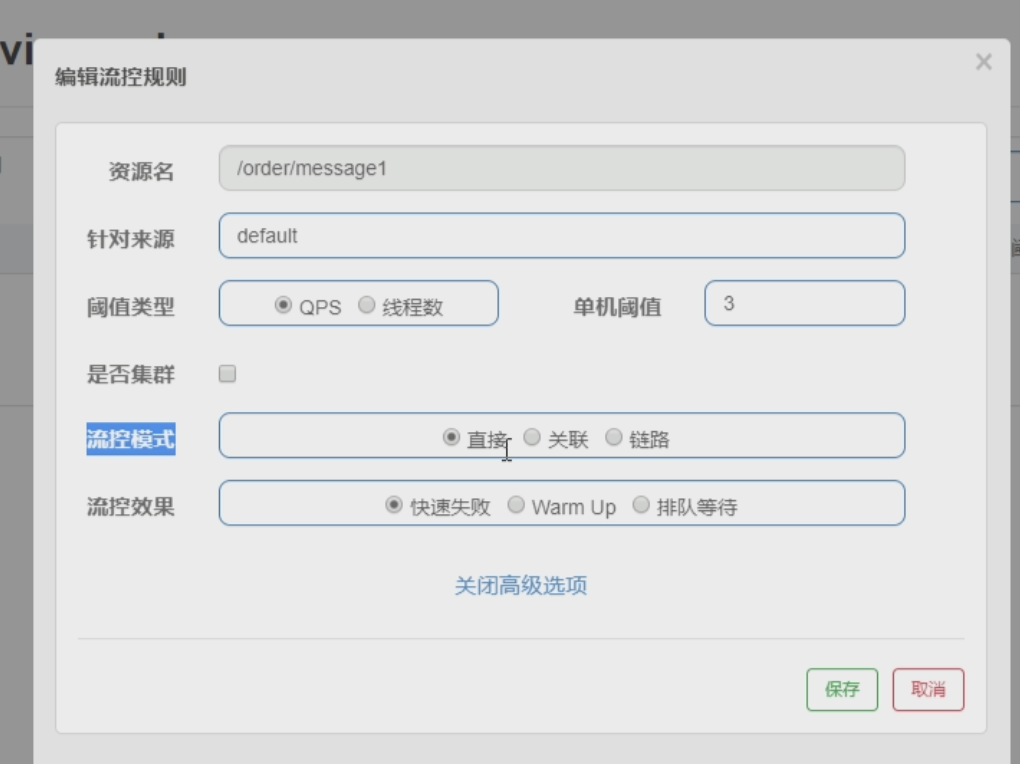 编辑流控规则 ×
资源名 /order/message1
针对来源 default
阈值类型 QPS 线程数 单机阈值 3
是否集群
流控模式 直接 关联 链路
流控效果 快速失败 Warm Up 排队等待
关闭高级选项
保存 取消